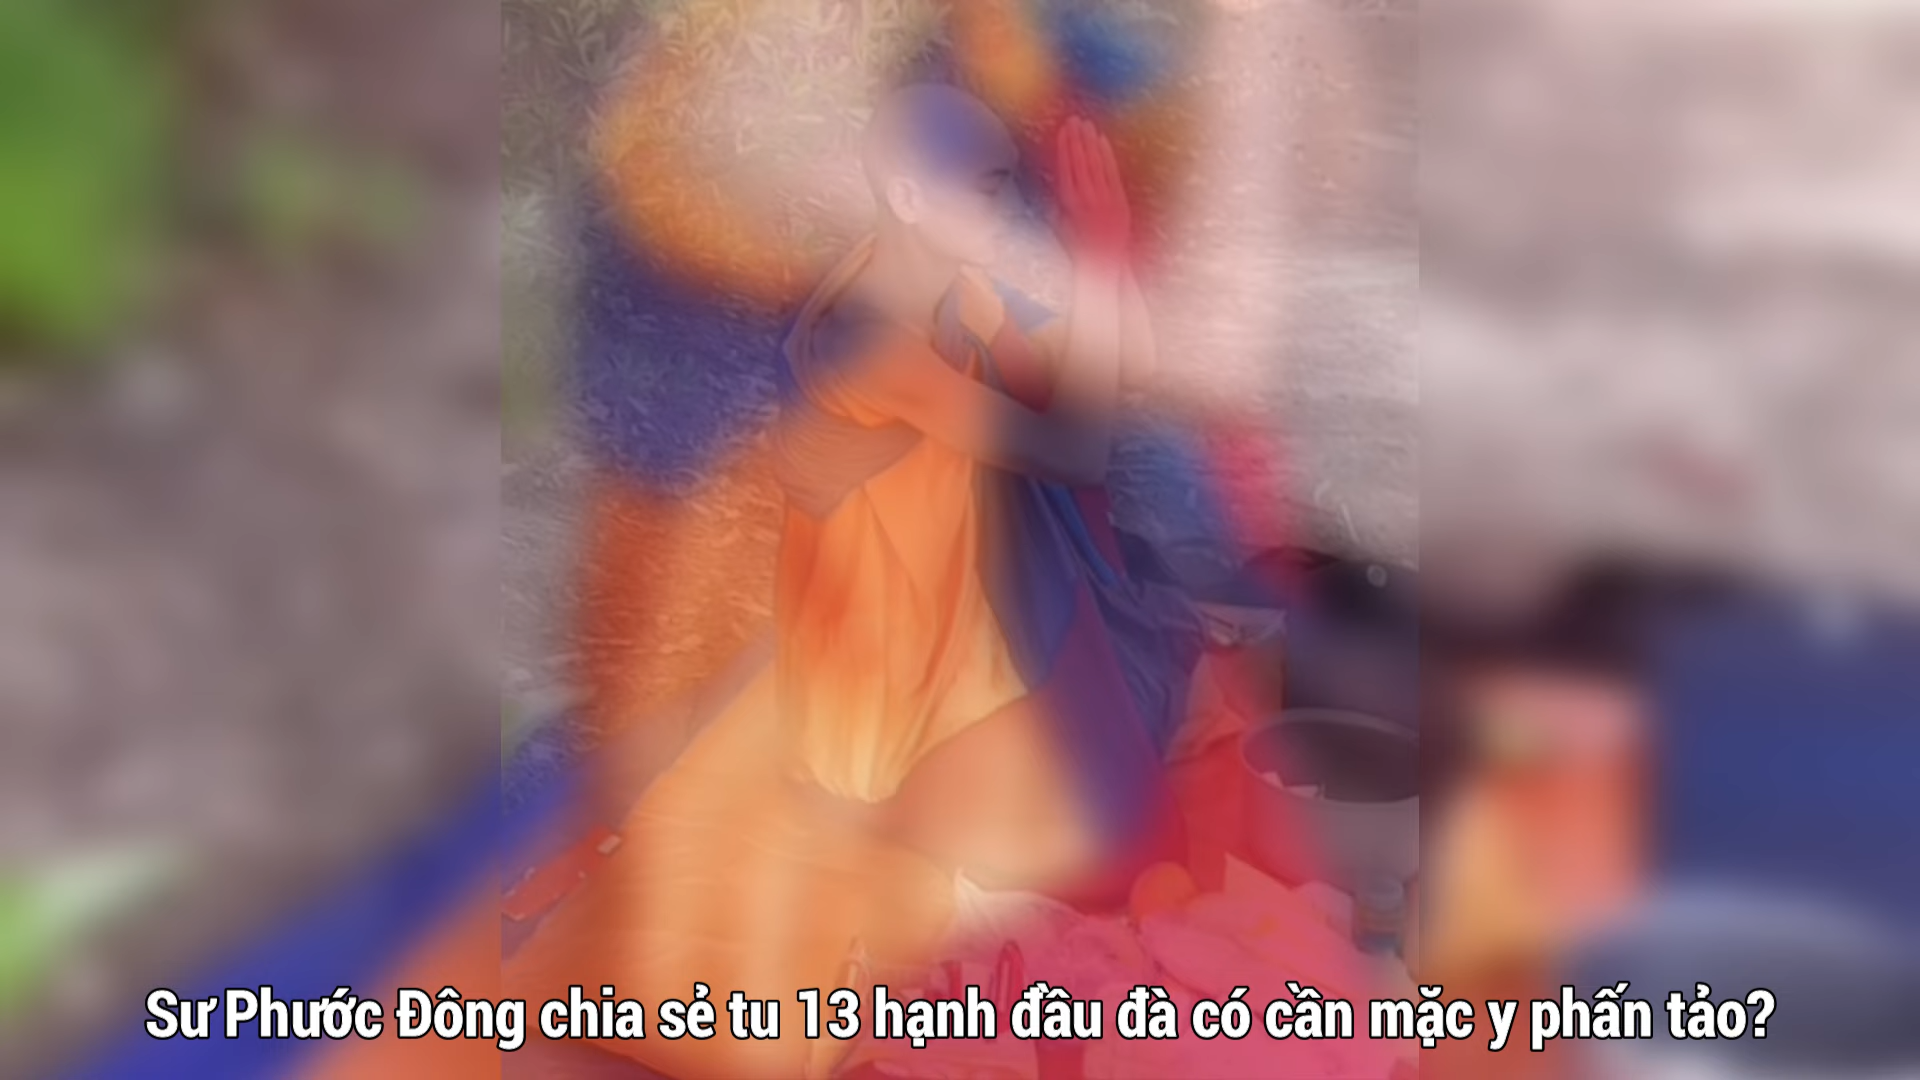 Sư Phước Đông chia sẻ tu 13 hạnh đầu đà có cần mặc y phấn tảo?